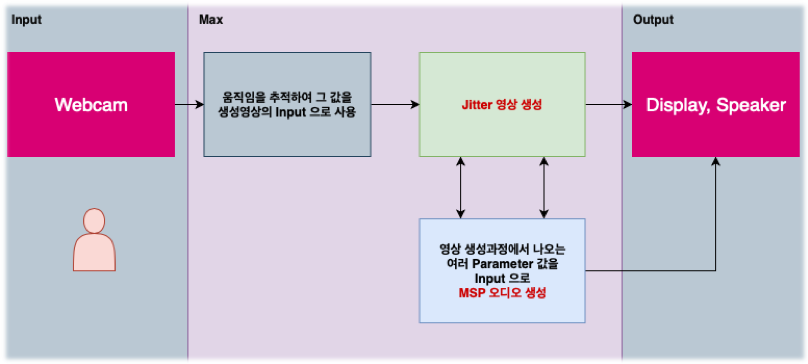 Input
Max
Output
Webcam
움직임을 추적하여 그 값을
생성영상의 Input 으로 사용
Jitter 영상 생성
Display, Speaker
영상 생성과정에서 나오는
여러 Parameter 값을
Input 으로
MSP 오디오 생성